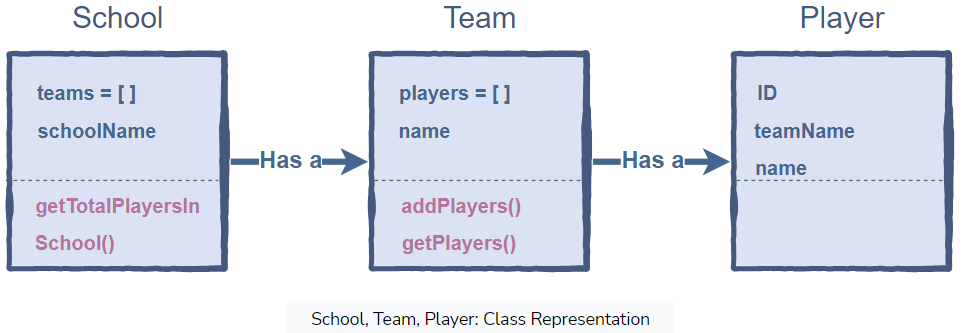 School
Team
Player
teams = [ ]
schoolName
getTotalPlayersIn
School()
Has a
players = [ ]
name
addPlayers()
getPlayers()
Has a
ID
teamName
name
School, Team, Player: Class Representation